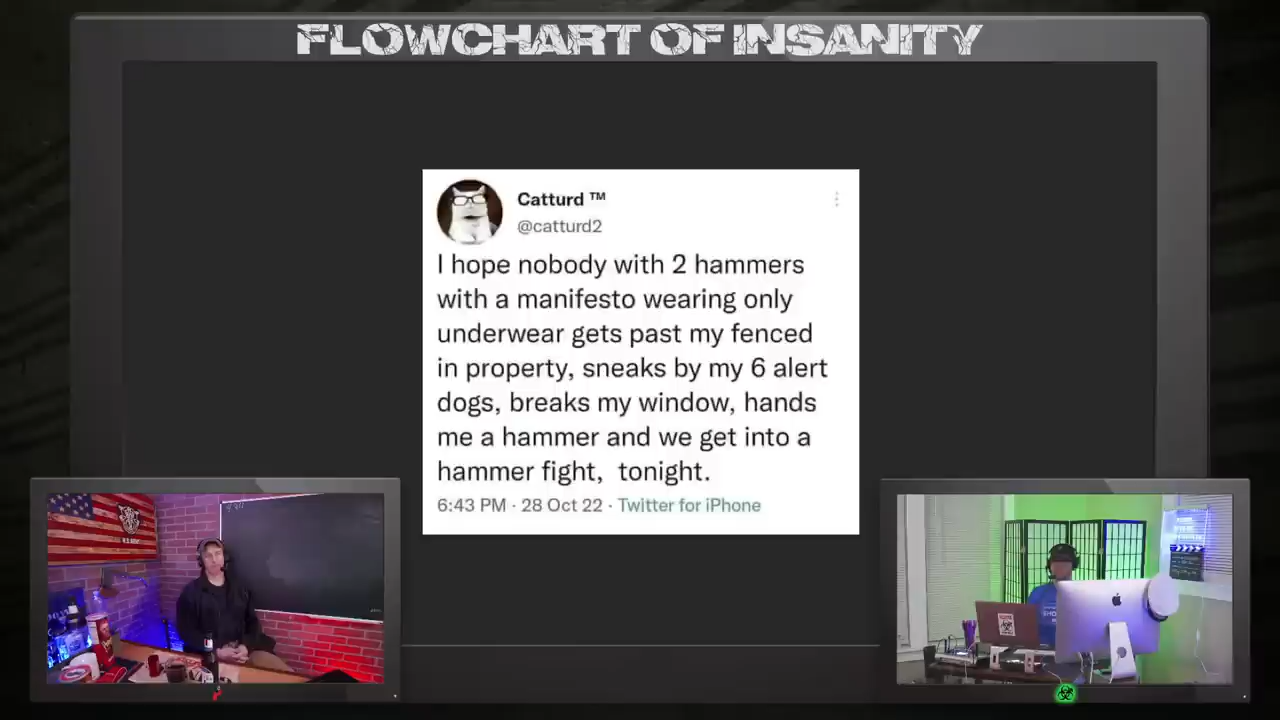 FLOWCHART OF INSANITY
Catturd ™
@catturd2
I hope nobody with 2 hammers
with a manifesto wearing only
underwear gets past my fenced
in property, sneaks by my 6 alert
dogs, breaks my window, hands
me a hammer and we get into a
hammer fight,  tonight.
6:43 PM · 28 Oct 22 · Twitter for iPhone